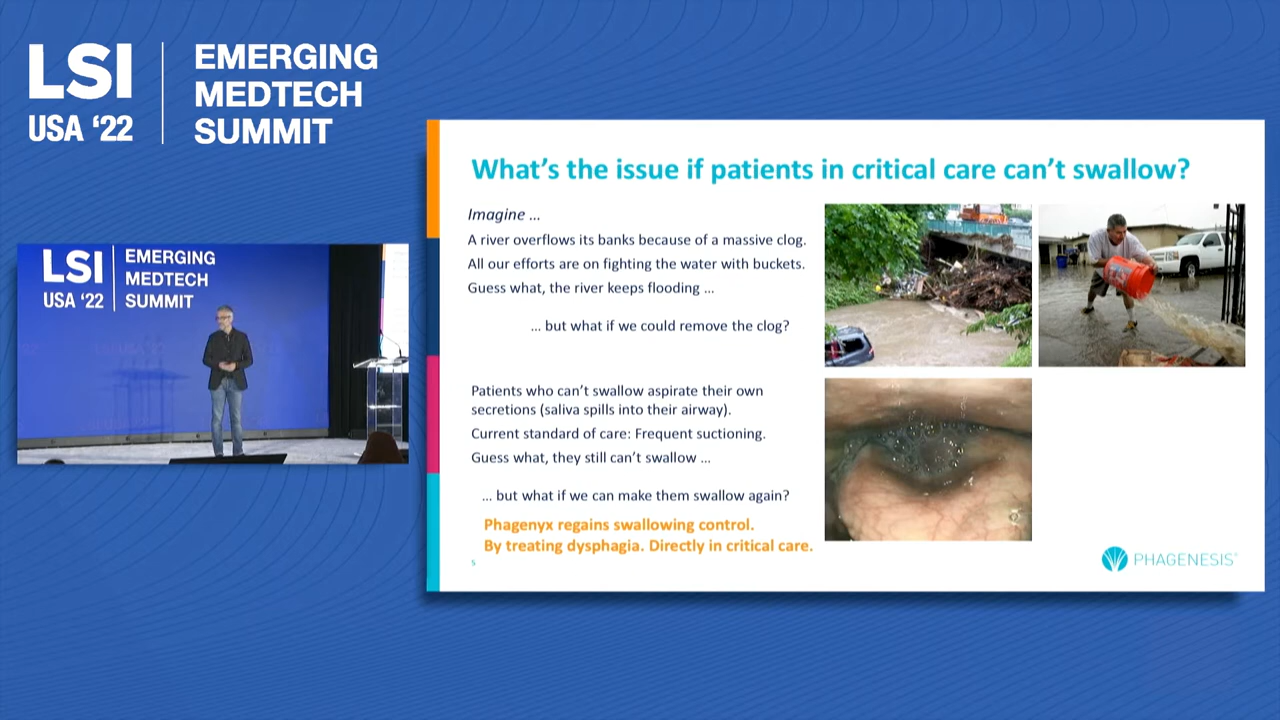 LSI
USA ‘22
EMERGING
MEDTECH
SUMMIT
LSI
USA ‘22
EMERGING
MEDTECH
SUMMIT
What’s the issue if patients in critical care can’t swallow?
Imagine ...
A river overflows its banks because of a massive clog.
All our efforts are on fighting the water with buckets.
Guess what, the river keeps flooding ...
... but what if we could remove the clog?
Patients who can’t swallow aspirate their own
secretions (saliva spills into their airway).
Current standard of care: Frequent suctioning.
Guess what, they still can’t swallow ...
... but what if we can make them swallow again?
Phagenyx regains swallowing control.
By treating dysphagia. Directly in critical care.
5
PHAGENESIS®